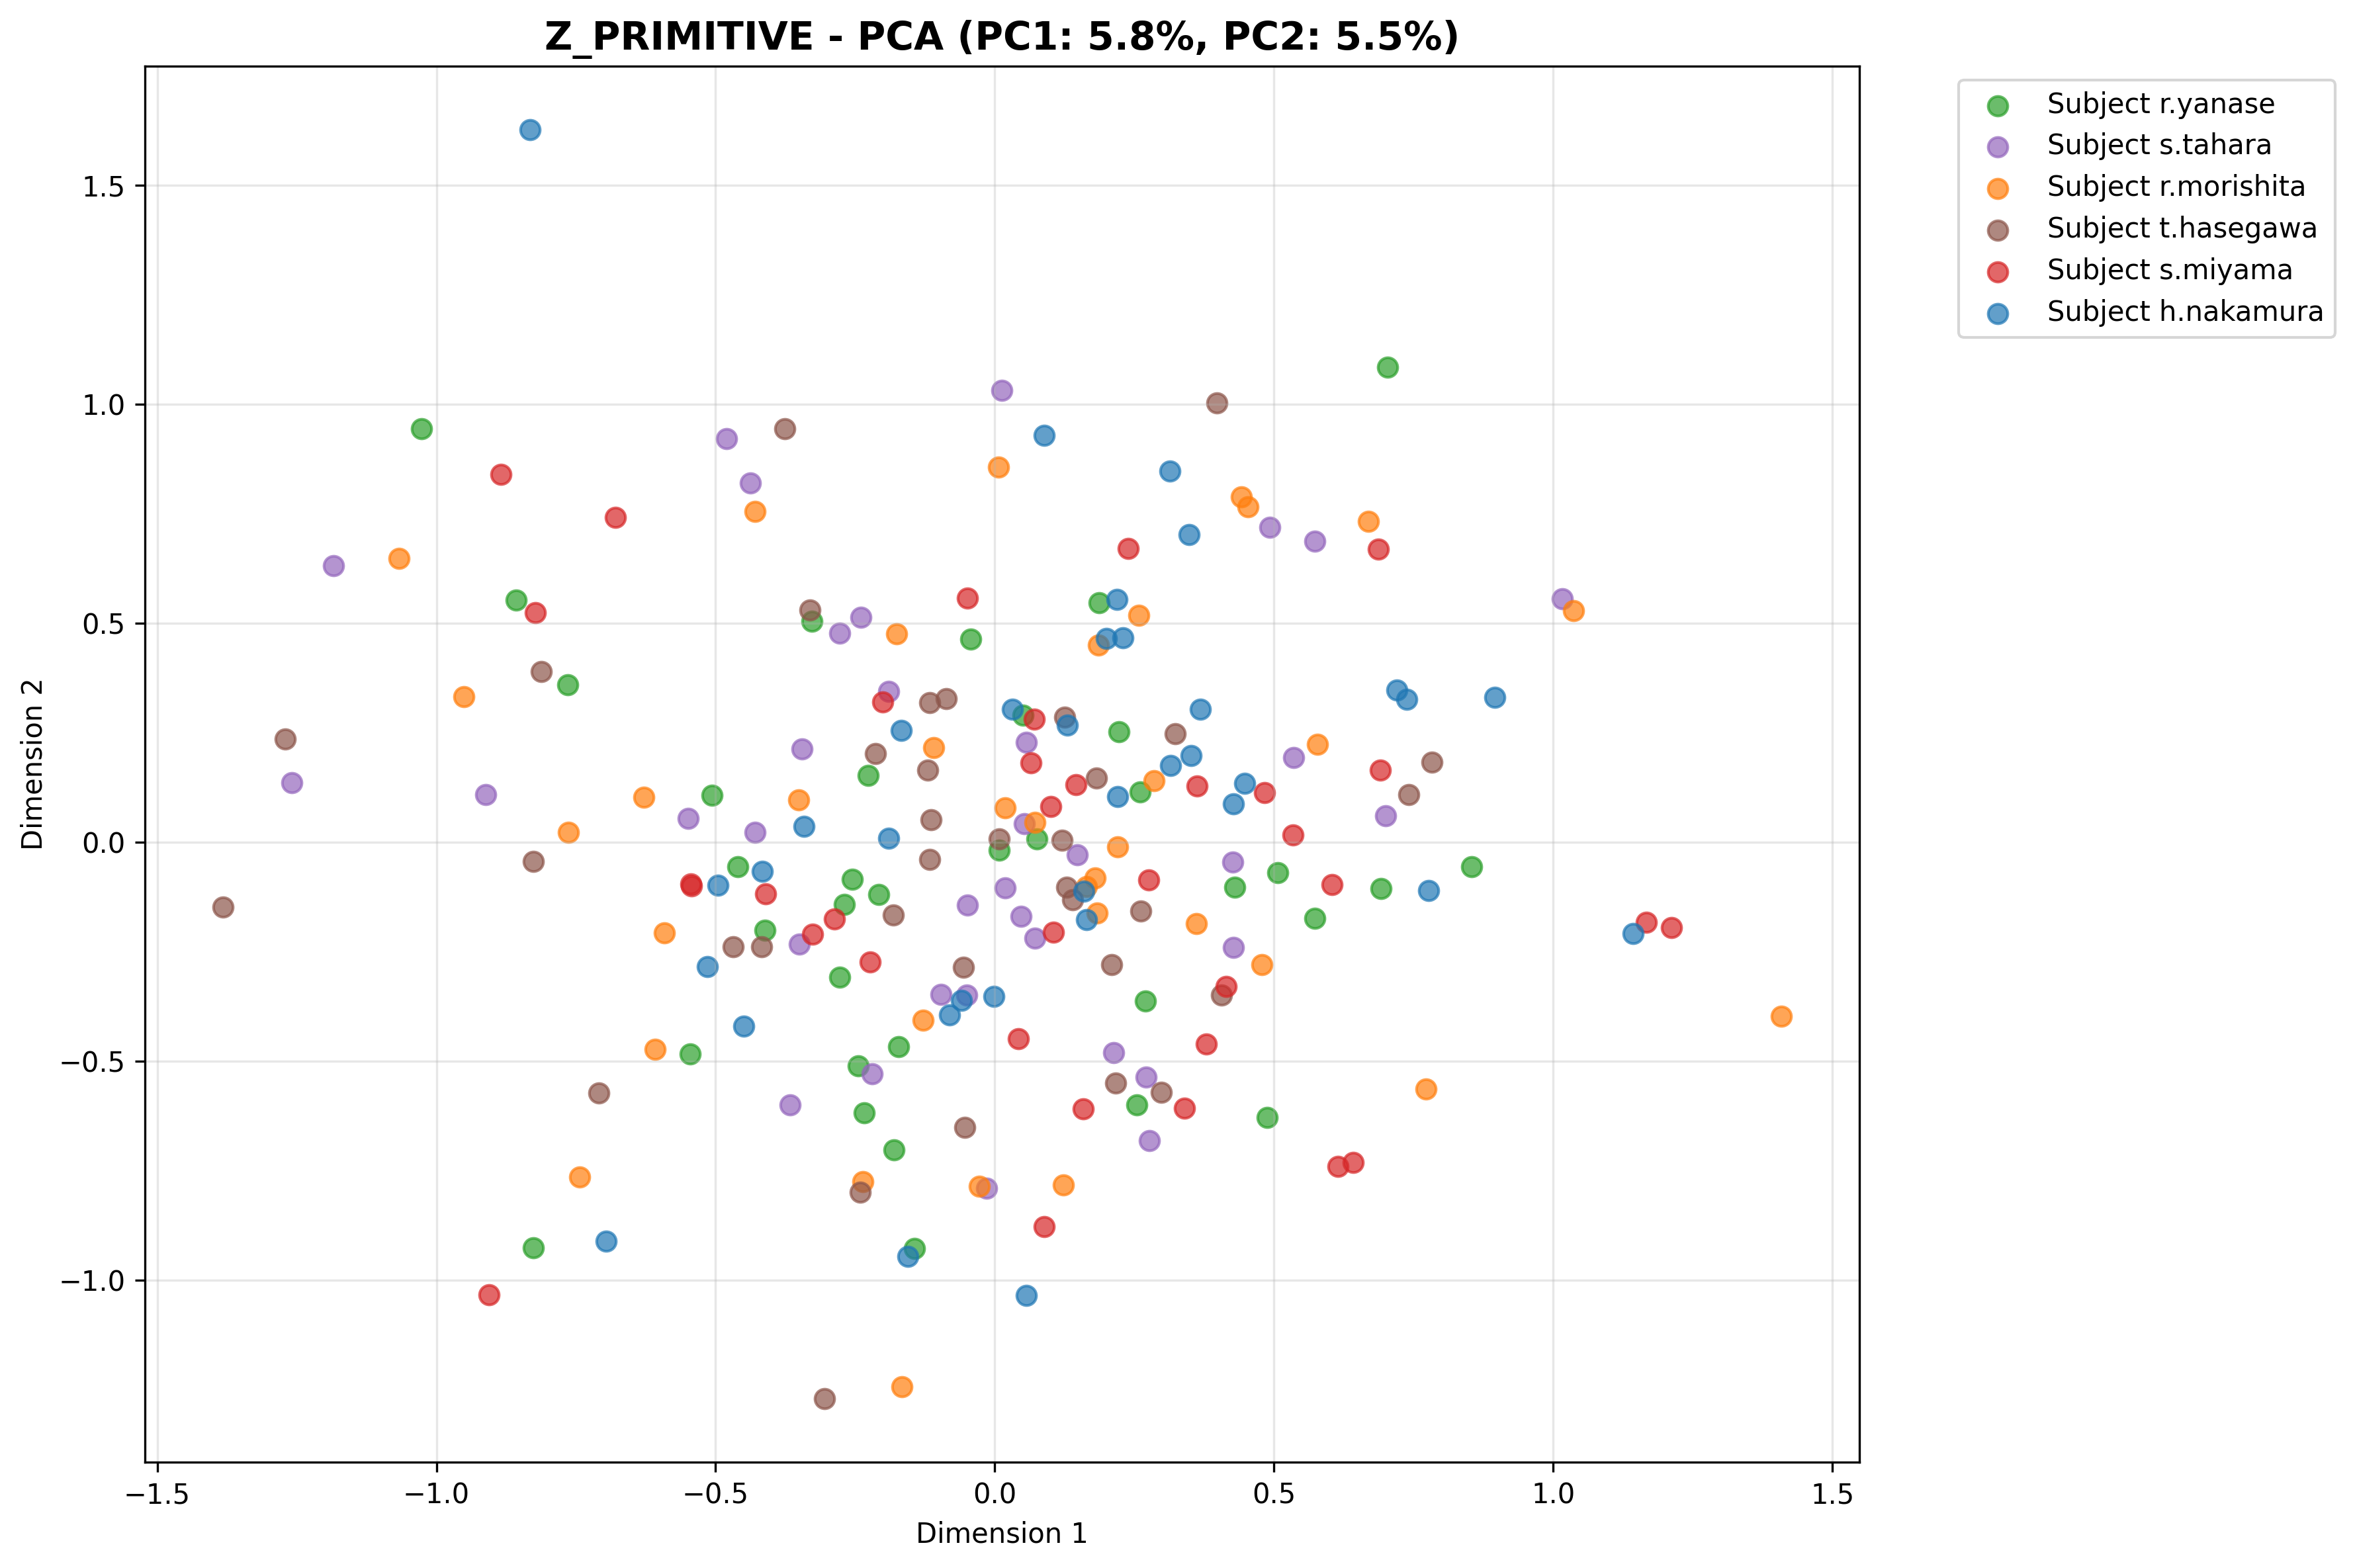 Z_PRIMITIVE - PCA (PC1: 5.8%, PC2: 5.5%)
Subject r.yanase
Subject s.tahara
Subject r.morishita
Subject t.hasegawa
Subject s.miyama
Subject h.nakamura
Dimension 2
1.5
1.0
0.5
0.0
−0.5
−1.0
−1.5 −1.0 −0.5 0.0 0.5 1.0 1.5
Dimension 1